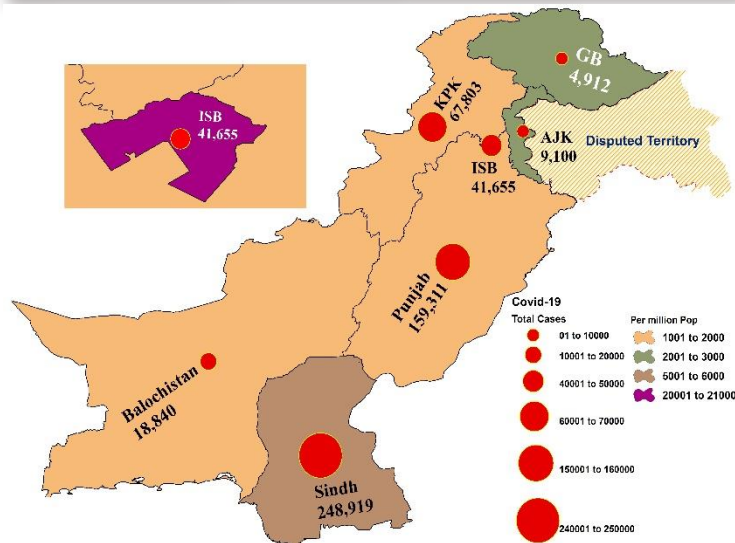 GB
4,912
KPK
67,803
ISB
41,655
AJK
9,100
Disputed Territory
ISB
41,655
Punjab
159,311
Balochistan
18,840
Sindh
248,919
Covid-19
Total Cases
01 to 10000
10001 to 20000
40001 to 50000
60001 to 70000
150001 to 160000
240001 to 250000
Per million Pop
1001 to 2000
2001 to 3000
5001 to 6000
20001 to 21000